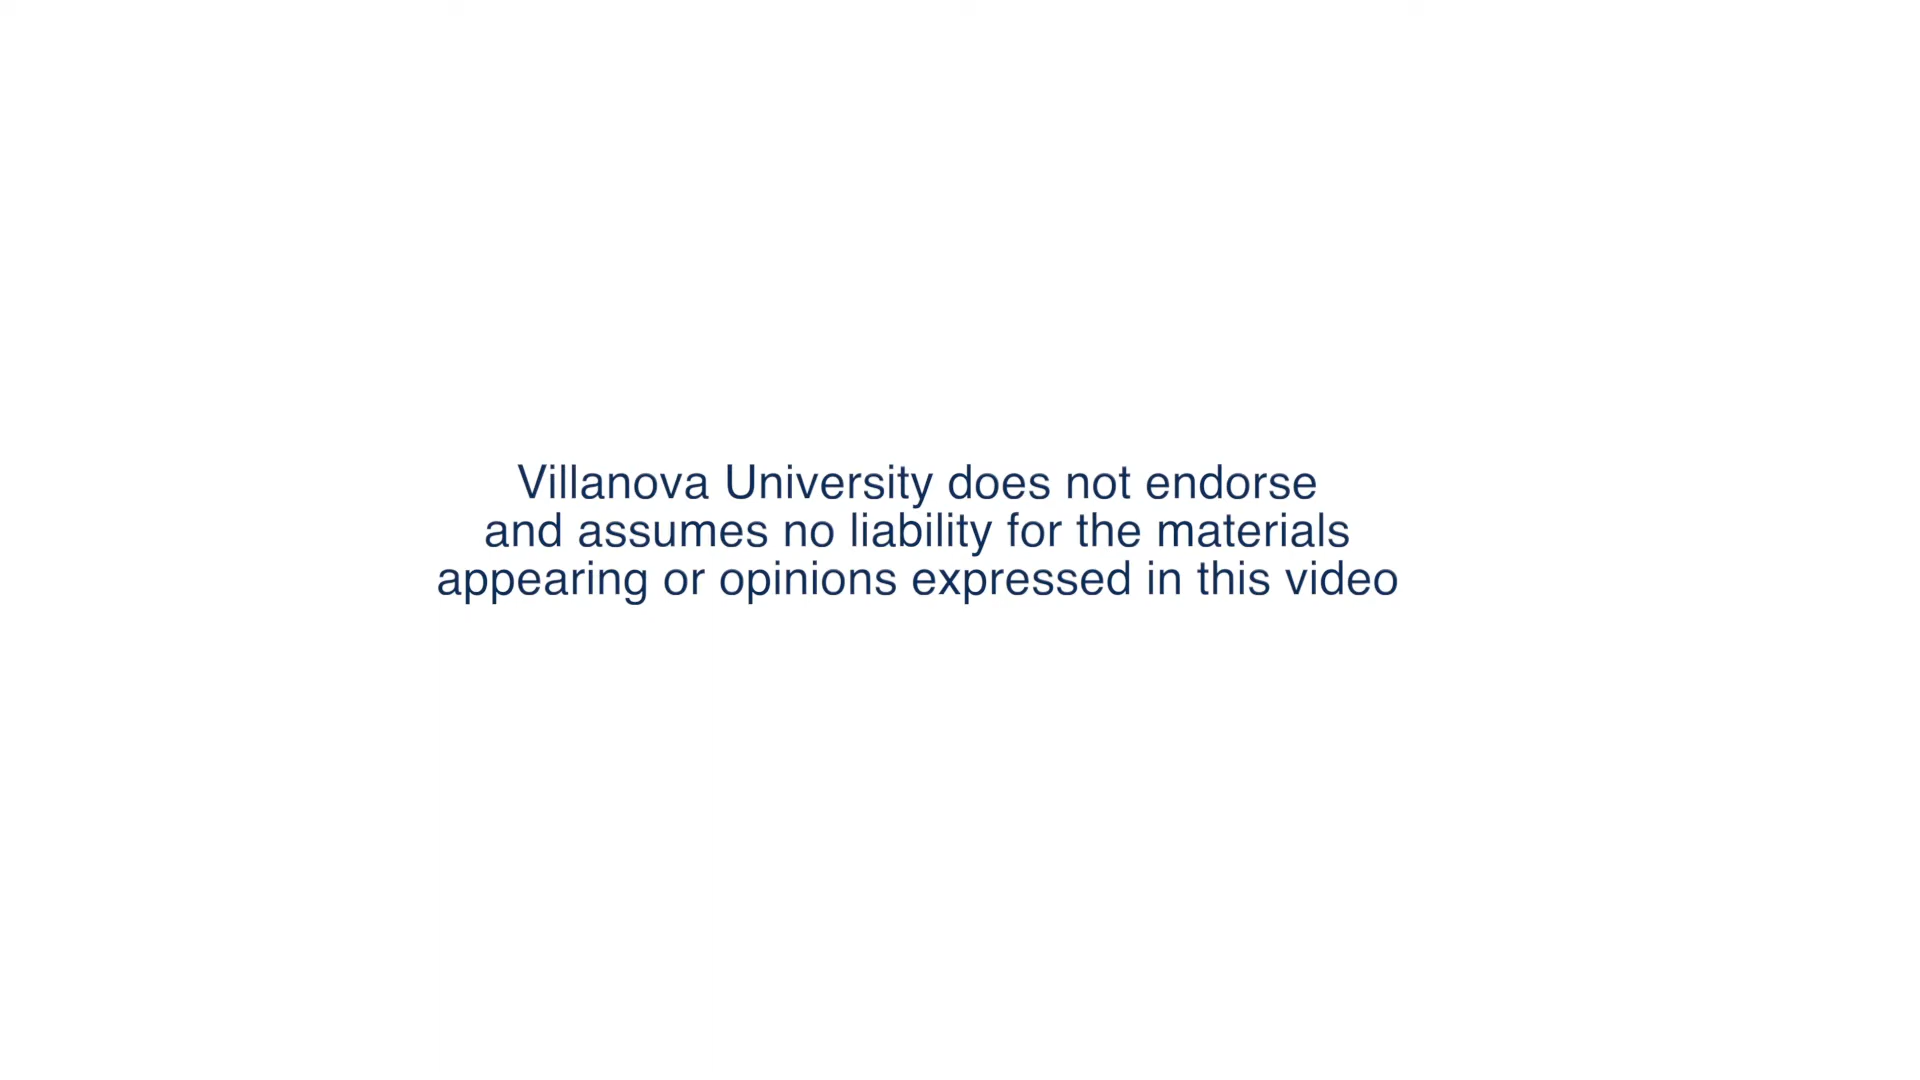 Villanova University does not endorse
and assumes no liability for the materials
appearing or opinions expressed in this video